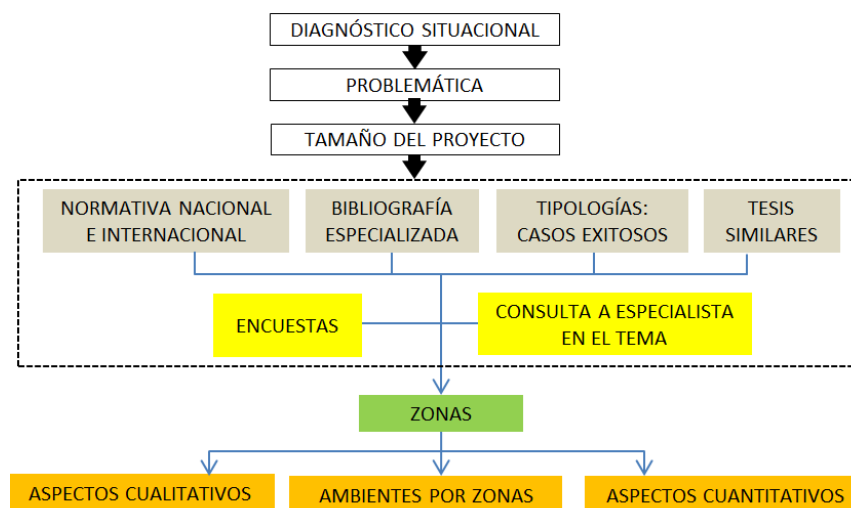 DIAGNÓSTICO SITUACIONAL
PROBLEMÁTICA
TAMAÑO DEL PROYECTO
NORMATIVA NACIONAL
E INTERNACIONAL
BIBLIOGRAFÍA
ESPECIALIZADA
TIPOLOGÍAS:
CASOS EXITOSOS
TESIS
SIMILARES
ENCUESTAS
CONSULTA A ESPECIALISTA
EN EL TEMA
ZONAS
ASPECTOS CUALITATIVOS
AMBIENTES POR ZONAS
ASPECTOS CUANTITATIVOS